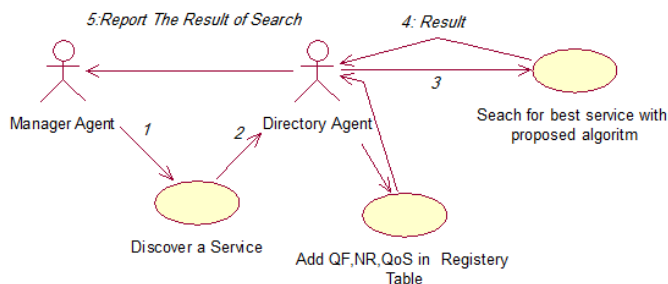 5:Report The Result of Search
4: Result
3
Manager Agent
1
2
Directory Agent
Seach for best service with
proposed algoritm
Discover a Service
Add QF,NR,QoS in Registery
Table